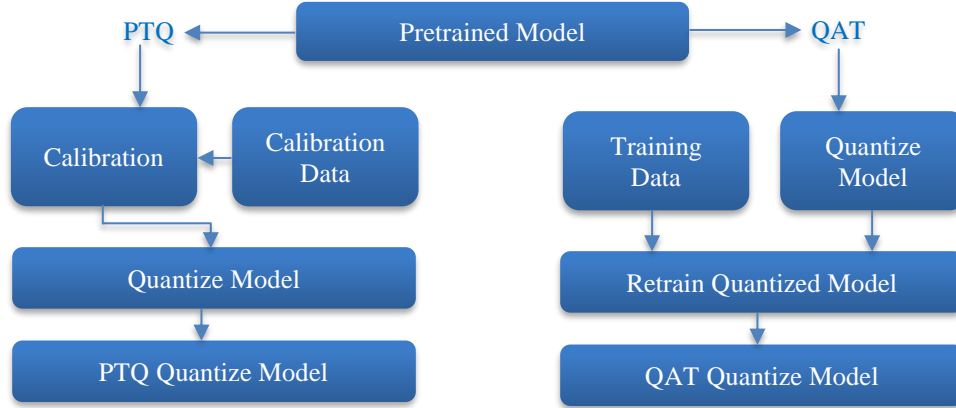 PTQ
Pretrained Model
QAT
Calibration
Calibration
Data
Training
Data
Quantize
Model
Quantize Model
Retrain Quantized Model
PTQ Quantize Model
QAT Quantize Model